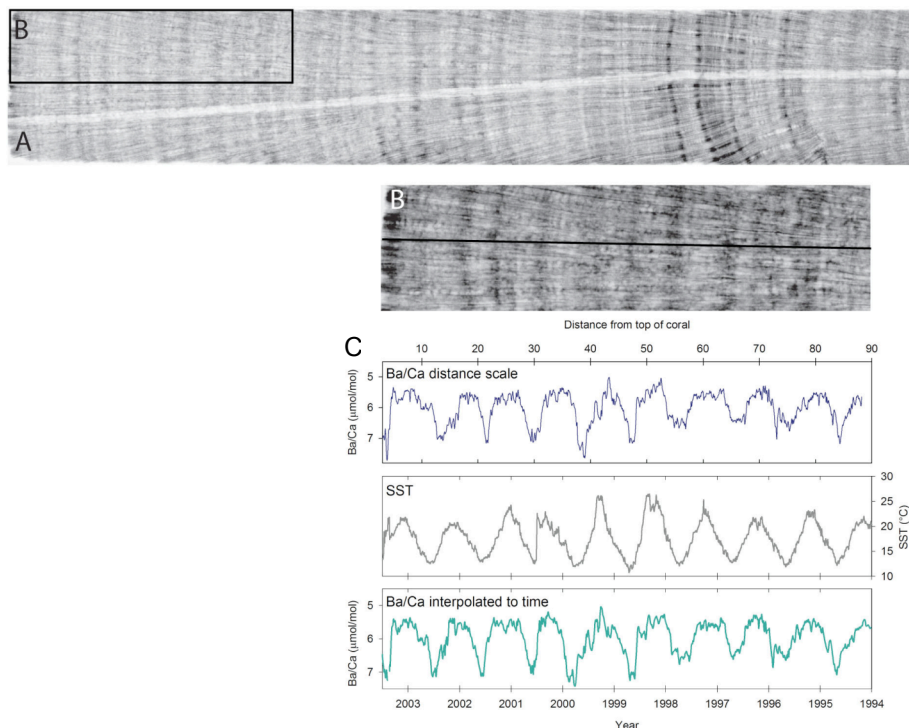 B
A
B
Distance from top of coral
C
10 20 30 40 50 60 70 80 90
Ba/Ca distance scale
Ba/Ca (μmol/mol)
5
6
7
SST
30
25
20
15
10
SST (°C)
Ba/Ca interpolated to time
Ba/Ca (μmol/mol)
5
6
7
2003 2002 2001 2000 1999 1998 1997 1996 1995 1994
Year